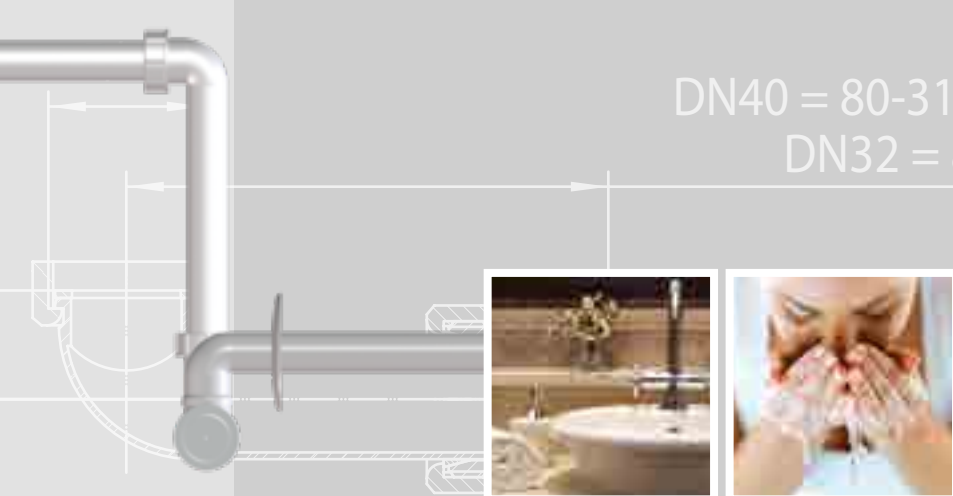 DN40 = 80-31
DN32 =